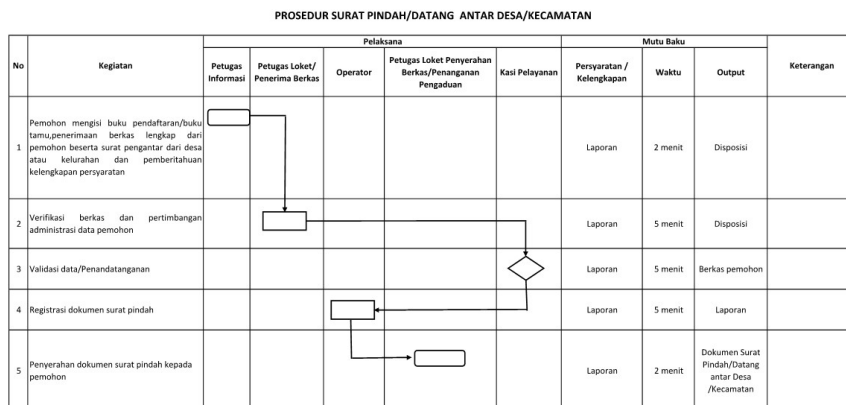 PROSEDUR SURAT PINDAH/DATANG ANTAR DESA/KECAMATAN
No
Kegiatan
Pelaksana
Mutu Baku
Keterangan
Petugas
Informasi
Petugas Loket/
Penerima Berkas
Operator
Petugas Loket Penyerahan
Berkas/Penanganan
Pengaduan
Kasi Pelayanan
Persyaratan /
Kelengkapan
Waktu
Output
1
Pemohon mengisi buku pendaftaran/buku
tamu,penerimaan berkas lengkap dari
pemohon beserta surat pengantar dari desa
atau kelurahan dan pemberitahuan
kelengkapan persyaratan
Laporan
2 menit
Disposisi
2
Verifikasi berkas dan pertimbangan
administrasi data pemohon
Laporan
5 menit
Disposisi
3
Validasi data/Penandatanganan
Laporan
5 menit
Berkas pemohon
4
Registrasi dokumen surat pindah
Laporan
5 menit
Laporan
5
Penyerahan dokumen surat pindah kepada
pemohon
Laporan
2 menit
Dokumen Surat
Pindah/Datang
antar Desa
/Kecamatan